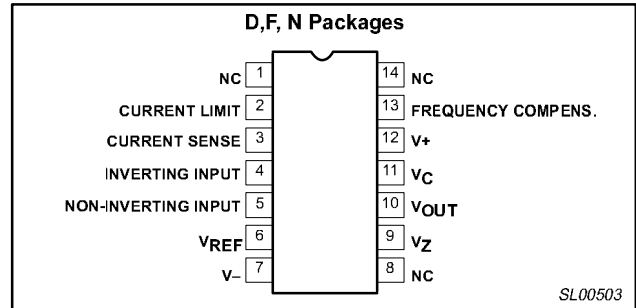 D,F, N Packages
NC 1 14 NC
CURRENT LIMIT 2 13 FREQUENCY COMPENS.
CURRENT SENSE 3 12 V+
INVERTING INPUT 4 11 VC
NON-INVERTING INPUT 5 10 VOUT
VREF 6 9 VZ
V– 7 8 NC
SL00503